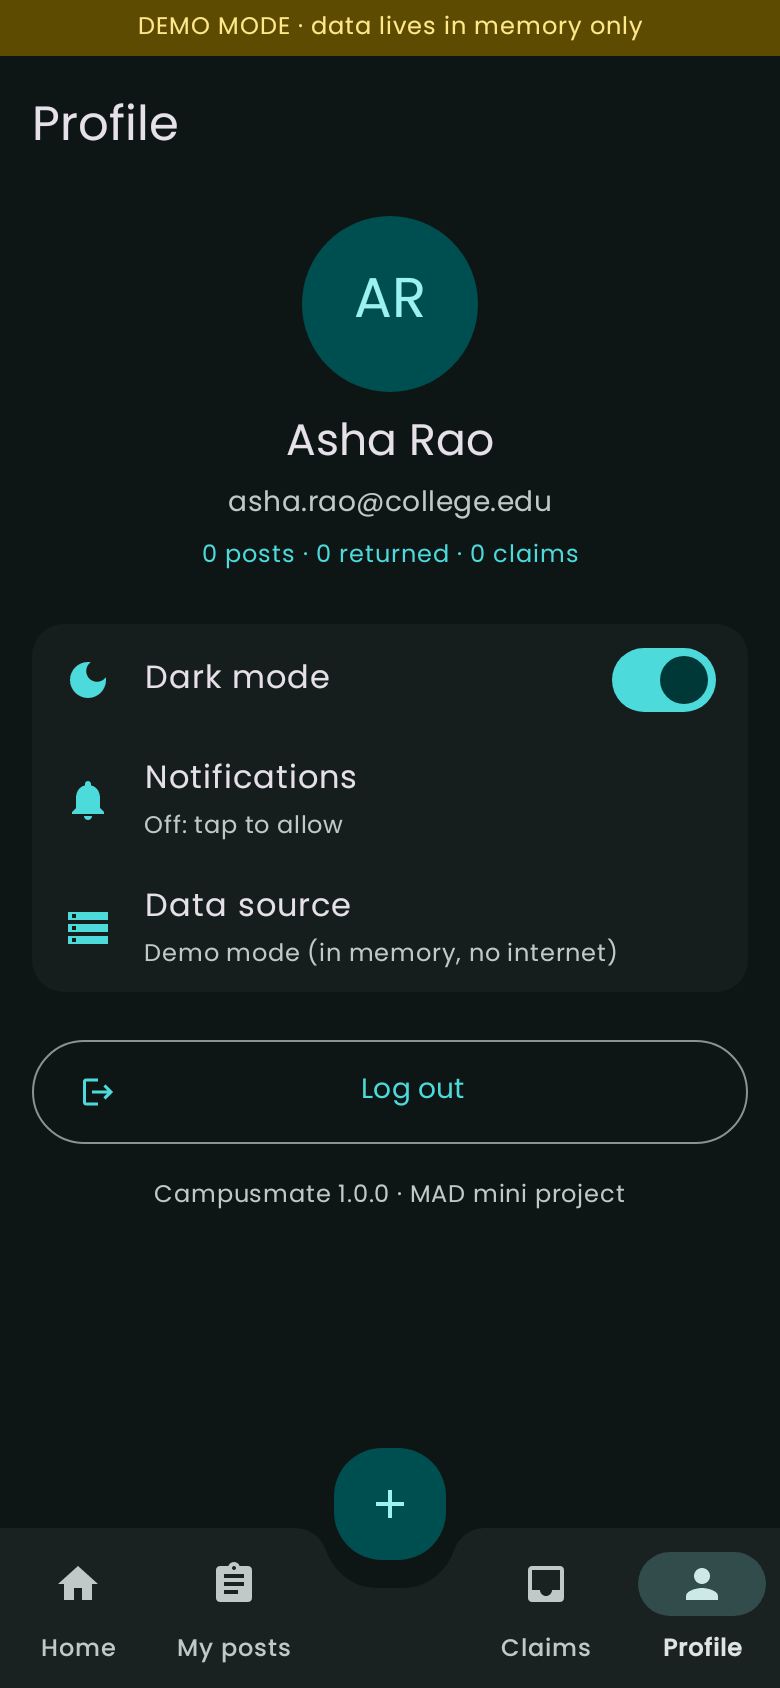 DEMO MODE · data lives in memory only
Profile
AR
Asha Rao
asha.rao@college.edu
0 posts · 0 returned · 0 claims
Dark mode
Notifications
Off: tap to allow
Data source
Demo mode (in memory, no internet)
Log out
Campusmate 1.0.0 · MAD mini project
Home
My posts
Claims
Profile